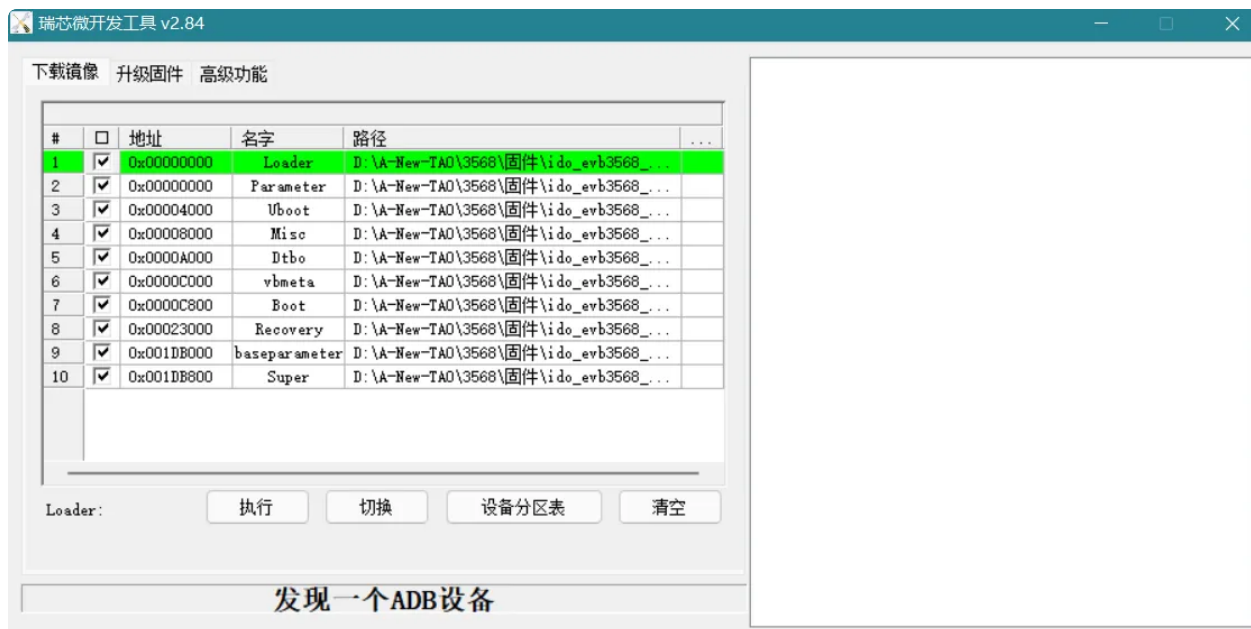 瑞芯微开发工具 v2.84
下载镜像 升级固件 高级功能
# 地址 名字 路径 ...
1 0x00000000 Loader D:\A-New-TAO\3568\固件\ido_evb3568_...
2 0x00000000 Parameter D:\A-New-TAO\3568\固件\ido_evb3568_...
3 0x00004000 Uboot D:\A-New-TAO\3568\固件\ido_evb3568_...
4 0x00008000 Misc D:\A-New-TAO\3568\固件\ido_evb3568_...
5 0x0000A000 Dtbo D:\A-New-TAO\3568\固件\ido_evb3568_...
6 0x0000C000 vbmeta D:\A-New-TAO\3568\固件\ido_evb3568_...
7 0x0000C800 Boot D:\A-New-TAO\3568\固件\ido_evb3568_...
8 0x00023000 Recovery D:\A-New-TAO\3568\固件\ido_evb3568_...
9 0x001DB000 baseparameter D:\A-New-TAO\3568\固件\ido_evb3568_...
10 0x001DB800 Super D:\A-New-TAO\3568\固件\ido_evb3568_...
Loader: 执行 切换 设备分区表 清空
发现一个ADB设备